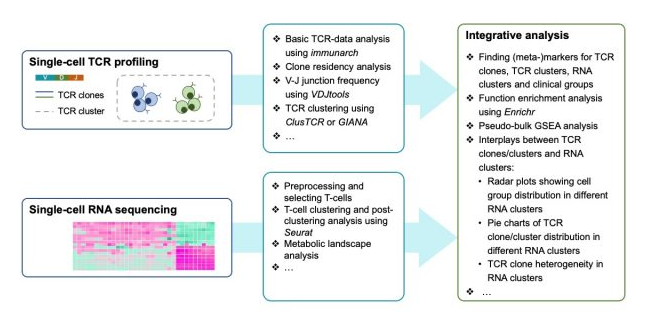 Single-cell TCR profiling
V D J
TCR clones
TCR cluster
❖ Basic TCR-data analysis
using immunarch
❖ Clone residency analysis
❖ V-J junction frequency
using VDJtools
❖ TCR clustering using
ClusTCR or GIANA
❖ ...
Single-cell RNA sequencing
❖ Preprocessing and
selecting T-cells
❖ T-cell clustering and post-
clustering analysis using
Seurat
❖ Metabolic landscape
analysis
❖ ...
Integrative analysis
❖ Finding (meta-)markers for TCR
clones, TCR clusters, RNA
clusters and clinical groups
❖ Function enrichment analysis
using Enrichr
❖ Pseudo-bulk GSEA analysis
❖ Interplays between TCR
clones/clusters and RNA
clusters:
• Radar plots showing cell
group distribution in different
RNA clusters
• Pie charts of TCR
clone/cluster distribution in
different RNA clusters
• TCR clone heterogeneity in
RNA clusters
❖ ...